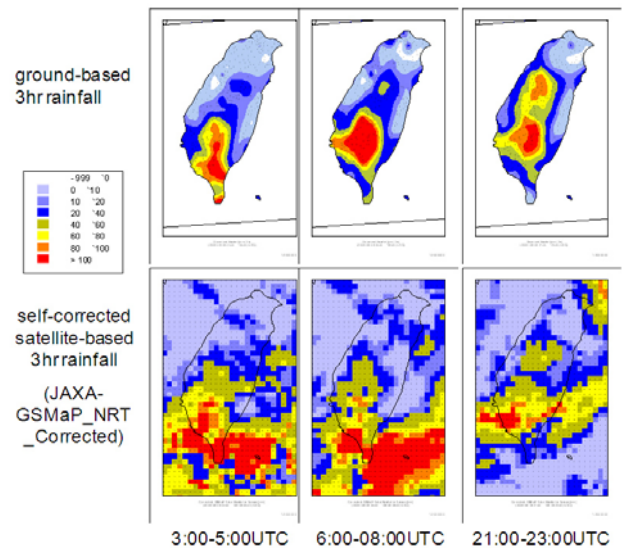 ground-based
3hr rainfall
-999 `0
0 `10
10 `20
20 `40
40 `60
60 `80
80 `100
> 100
self-corrected
satellite-based
3hr rainfall
(JAXA-
GSMaP_NRT
_Corrected)
3:00-5:00UTC
6:00-08:00UTC
21:00-23:00UTC